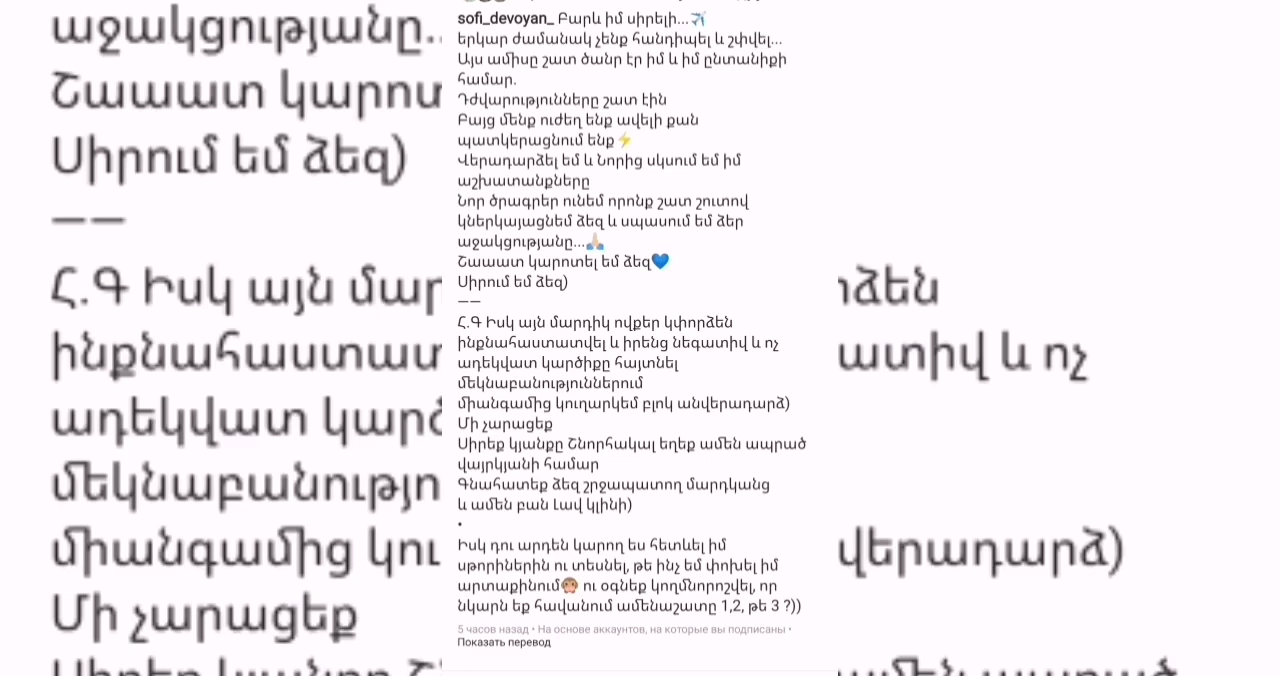 sofi_devoyan_ Բարև իմ սիրելի...✈️
երկար ժամանակ չենք հանդիպել և շփվել...
Այս ամիսը շատ ծանր էր իմ և իմ ընտանիքի
համար.
Դժվարությունները շատ էին
Բայց մենք ուժեղ ենք ավելի քան
պատկերացնում ենք⚡
Վերադարձել եմ և Նորից սկսում եմ իմ
աշխատանքները
Նոր ծրագրեր ունեմ որոնք շատ շուտով
կներկայացնեմ ձեզ և սպասում եմ ձեր
աջակցությանը...🙏🏻
Շաաատ կարոտել եմ ձեզ💙
Սիրում եմ ձեզ)
——
Հ.Գ Իսկ այն մարդիկ ովքեր կփորձեն
ինքնահաստատվել և իրենց նեգատիվ և ոչ
ադեկվատ կարծիքը հայտնել
մեկնաբանություններում
միանգամից կուղարկեմ բլոկ անվերադարձ)
Մի չարացեք
Սիրեք կյանքը Շնորհակալ եղեք ամեն ապրած
վայրկյանի համար
Գնահատեք ձեզ շրջապատող մարդկանց
և ամեն բան Լավ կլինի)
•
Իսկ դու արդեն կարող ես հետևել իմ
սթորիներին ու տեսնել, թե ինչ եմ փոխել իմ
արտաքինում🙊 ու օգնեք կողմնորոշվել, որ
նկարն եք հավանում ամենաշատը 1,2, թե 3 ?))
5 часов назад • На основе аккаунтов, на которые вы подписаны •
Показать перевод
աջակցությանը..
Շաաատ կարոտ
Սիրում եմ ձեզ)
——
Հ.Գ Իսկ այն մար
րձեն
ինքնահաստատ
ատիվ և ոչ
ադեկվատ կարծ
մեկնաբանությո
միանգամից կու
վերադարձ)
Մի չարացեք